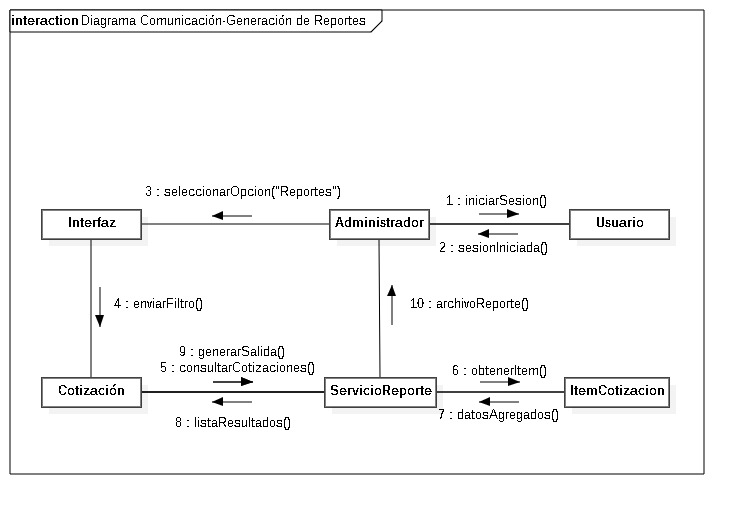 interaction Diagrama Comunicación-Generación de Reportes
3 : seleccionarOpcion("Reportes")
1 : iniciarSesion()
Interfaz
Administrador
Usuario
2 : sesionIniciada()
4 : enviarFiltro()
10 : archivoReporte()
9 : generarSalida()
5 : consultarCotizaciones()
6 : obtenerItem()
Cotización
ServicioReporte
ItemCotizacion
8 : listaResultados()
7 : datosAgregados()